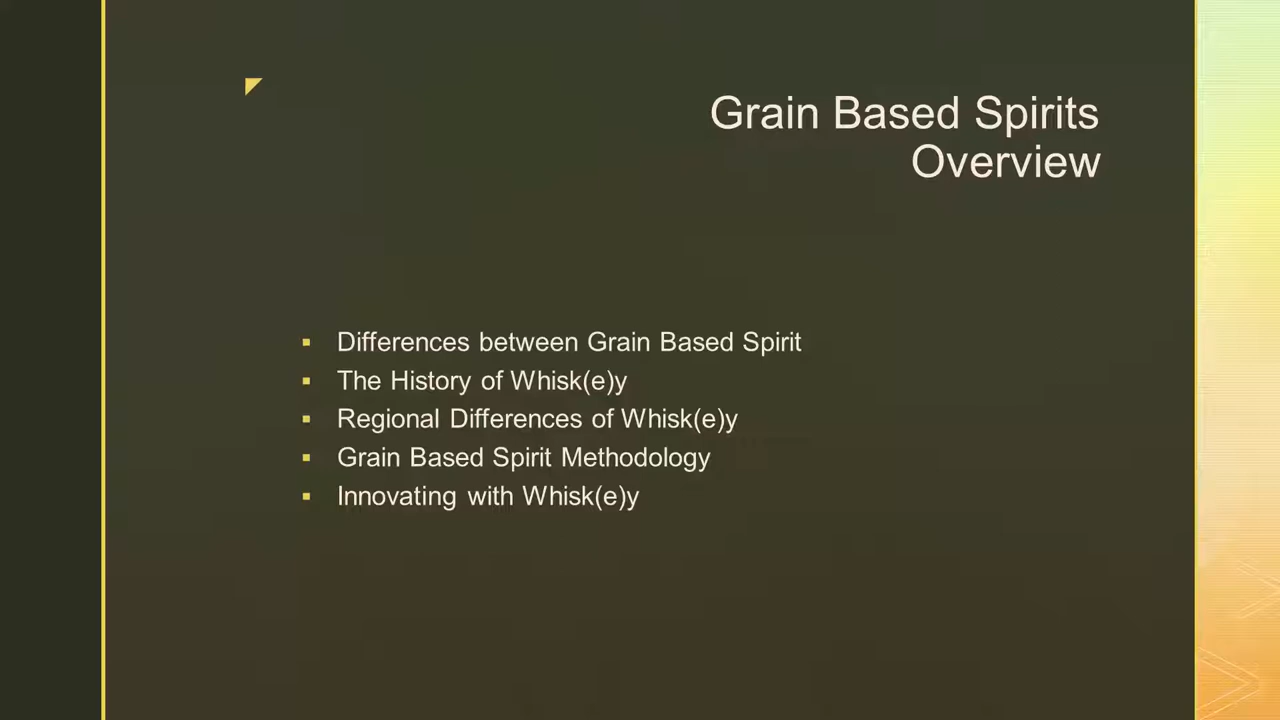 Grain Based Spirits
Overview
▪ Differences between Grain Based Spirit
▪ The History of Whisk(e)y
▪ Regional Differences of Whisk(e)y
▪ Grain Based Spirit Methodology
▪ Innovating with Whisk(e)y